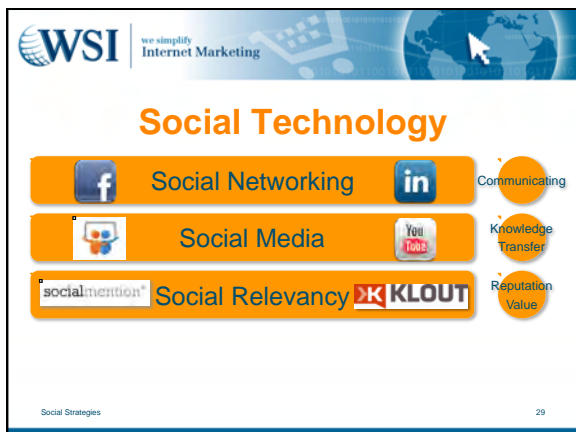 WSI
we simplify
Internet Marketing
Social Technology
f Social Networking in
Communicating
Social Media You Tube
Knowledge
Transfer
socialmention* Social Relevancy K KLOUT
Reputation
Value
Social Strategies
29